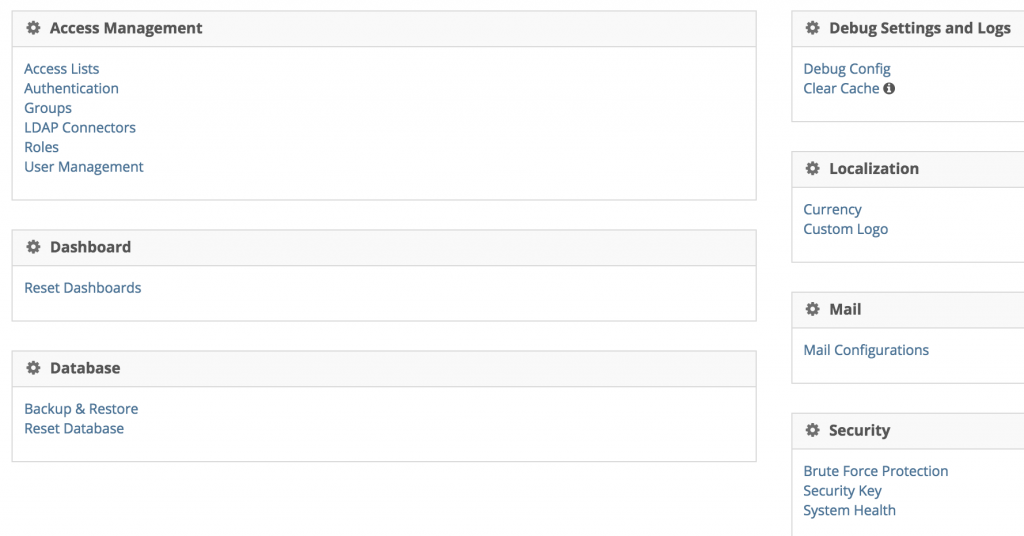 Access Management
Access Lists
Authentication
Groups
LDAP Connectors
Roles
User Management
Dashboard
Reset Dashboards
Database
Backup & Restore
Reset Database
Debug Settings and Logs
Debug Config
Clear Cache
Localization
Currency
Custom Logo
Mail
Mail Configurations
Security
Brute Force Protection
Security Key
System Health